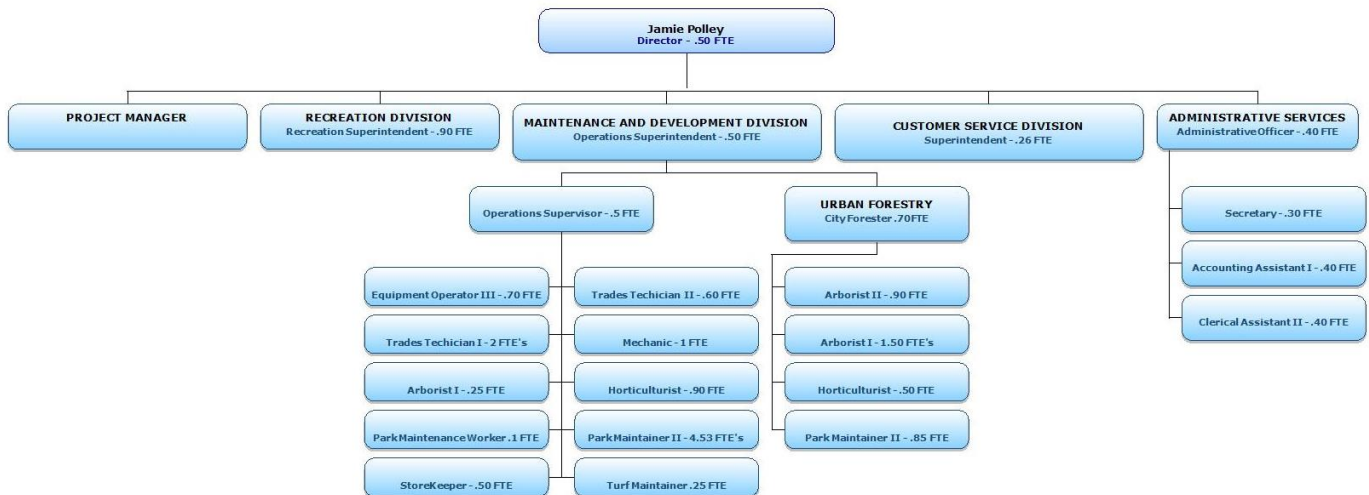 Jamie Polley
Director - .50 FTE
PROJECT MANAGER
RECREATION DIVISION
Recreation Superintendent - .90 FTE
MAINTENANCE AND DEVELOPMENT DIVISION
Operations Superintendent - .50 FTE
CUSTOMER SERVICE DIVISION
Superintendent - .26 FTE
ADMINISTRATIVE SERVICES
Administrative Officer - .40 FTE
Operations Supervisor - .5 FTE
URBAN FORESTRY
City Forester .70FTE
Secretary - .30 FTE
Accounting Assistant I - .40 FTE
Clerical Assistant II - .40 FTE
Equipment Operator III - .70 FTE
Trades Techician II - .60 FTE
Arborist II - .90 FTE
Trades Techician I - 2 FTE's
Mechanic - 1 FTE
Arborist I - 1.50 FTE's
Arborist I - .25 FTE
Horticulturist - .90 FTE
Horticulturist - .50 FTE
Park Maintenance Worker .1 FTE
Park Maintainer II - 4.53 FTE's
Park Maintainer II - .85 FTE
StoreKeeper - .50 FTE
Turf Maintainer .25 FTE